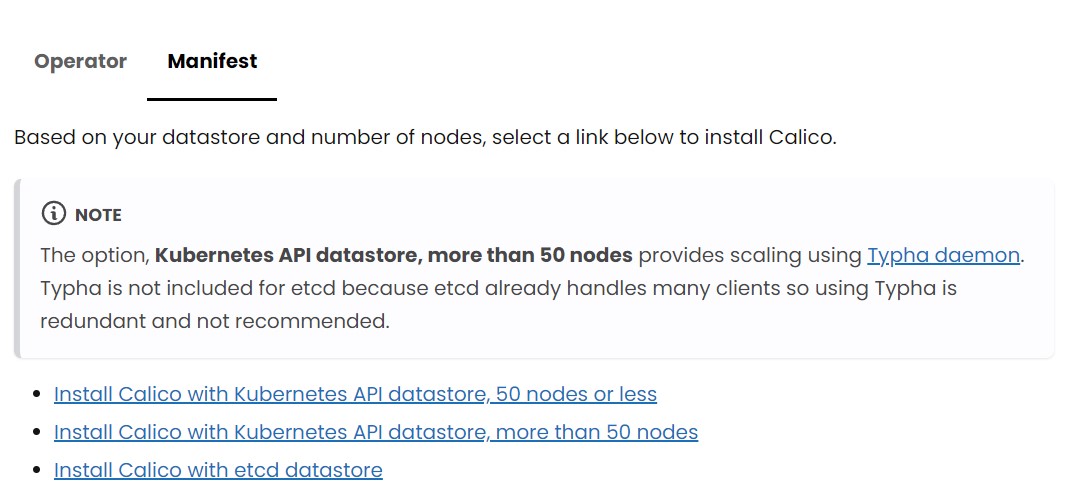 Operator Manifest
Based on your datastore and number of nodes, select a link below to install Calico.
NOTE
The option, Kubernetes API datastore, more than 50 nodes provides scaling using Typha daemon.
Typha is not included for etcd because etcd already handles many clients so using Typha is
redundant and not recommended.
Install Calico with Kubernetes API datastore, 50 nodes or less
Install Calico with Kubernetes API datastore, more than 50 nodes
Install Calico with etcd datastore